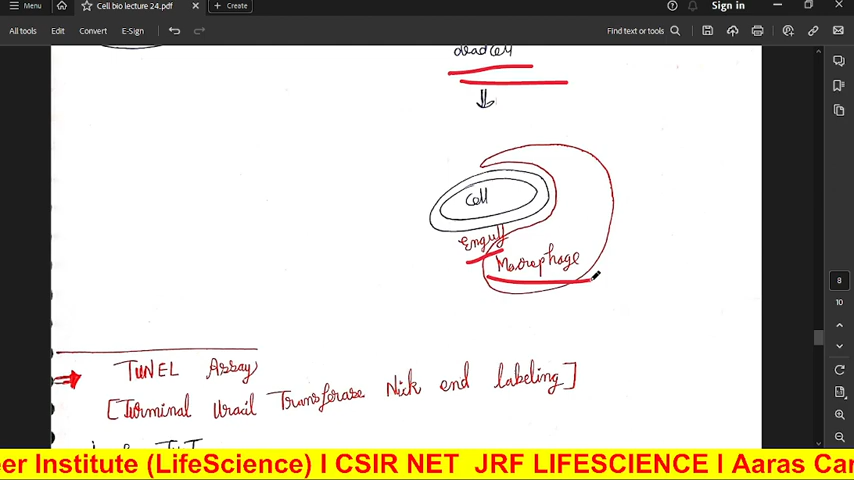 Menu
Cell bio lecture 24.pdf
Create
Sign in
All tools Edit Convert E-Sign
Find text or tools
dead cell
Cell
Engulf
Macrophage
8
10
TUNEL Assay
[Terminal Uracil Transferase Nick end labeling]
eer Institute (LifeScience) I CSIR NET JRF LIFESCIENCE I Aaras Car